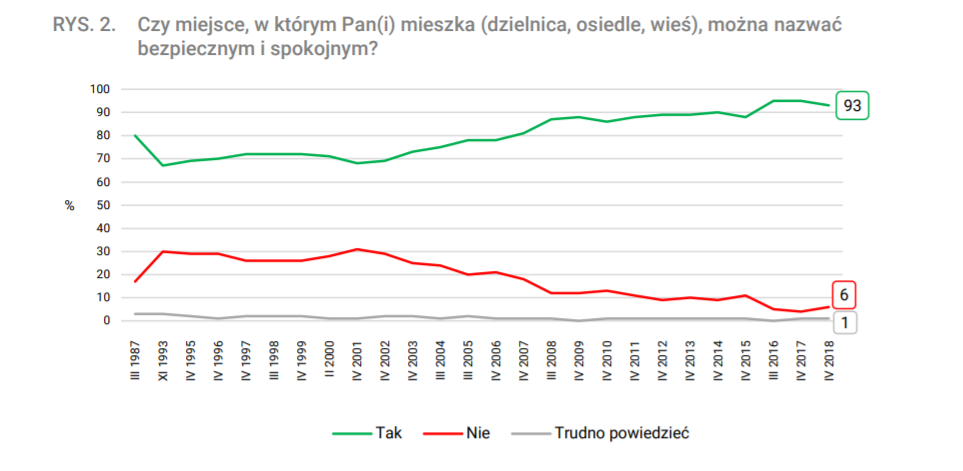 RYS. 2. Czy miejsce, w którym Pan(i) mieszka (dzielnica, osiedle, wieś), można nazwać
bezpiecznym i spokojnym?
100
90
80
70
60
%
50
40
30
20
10
0
93
6
1
III 1987
XI 1993
IV 1995
IV 1996
IV 1997
III 1998
IV 1999
II 2000
IV 2001
IV 2002
IV 2003
IV 2004
III 2005
IV 2006
IV 2007
III 2008
IV 2009
IV 2010
IV 2011
IV 2012
IV 2013
IV 2014
IV 2015
III 2016
IV 2017
IV 2018
Tak Nie Trudno powiedzieć